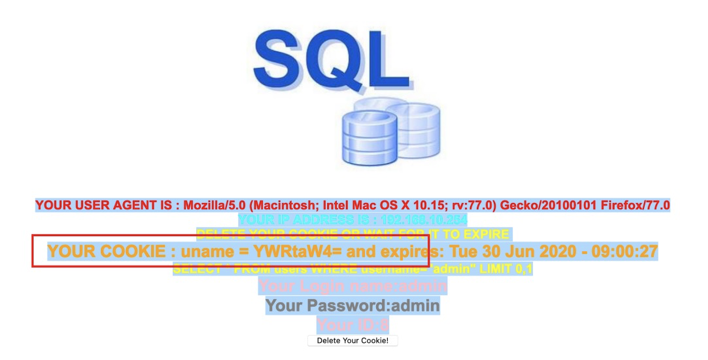 SQL
YOUR USER AGENT IS : Mozilla/5.0 (Macintosh; Intel Mac OS X 10.15; rv:77.0) Gecko/20100101 Firefox/77.0
YOUR IP ADDRESS IS :
DELETE YOUR COOKIE OR WAIT FOR IT TO EXPIRE
YOUR COOKIE : uname = YWRtaW4= and expires: Tue 30 Jun 2020 - 09:00:27
SELECT * FROM users WHERE username="admin" LIMIT 0,1
Your Login name:admin
Your Password:admin
Your ID:8
Delete Your Cookie!